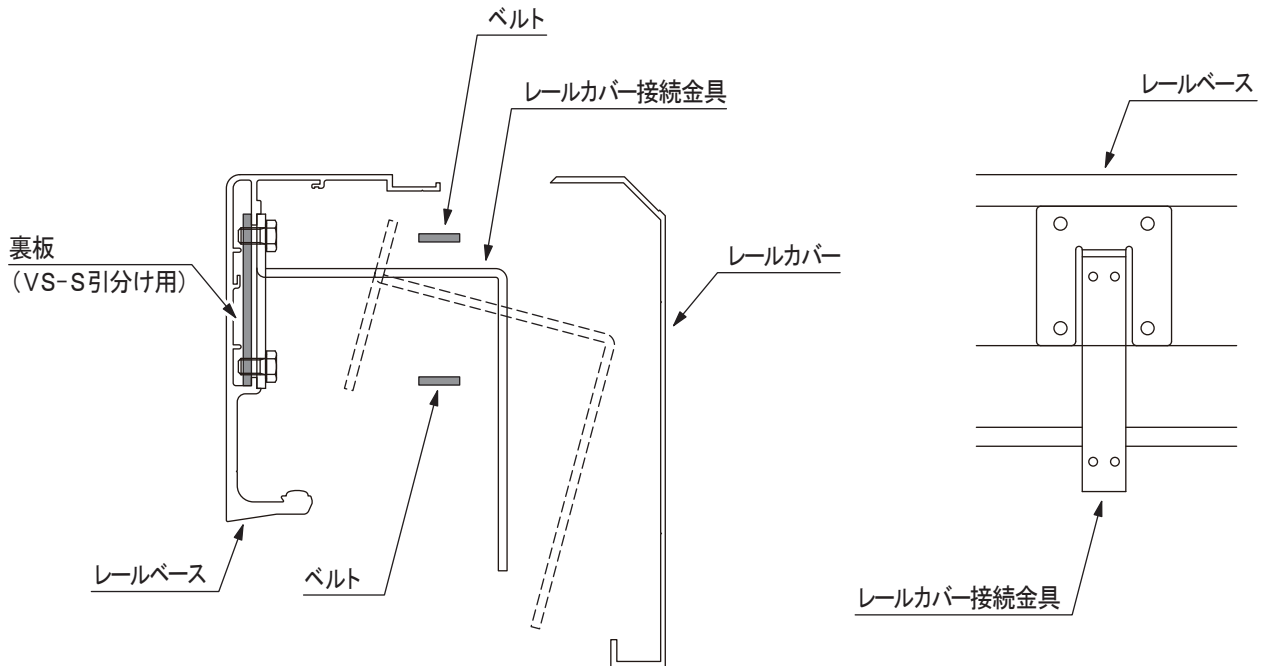 ベルト
レールカバー接続金具
レールベース
裏板
（VS-S引分け用）
レールカバー
レールベース
ベルト
レールカバー接続金具